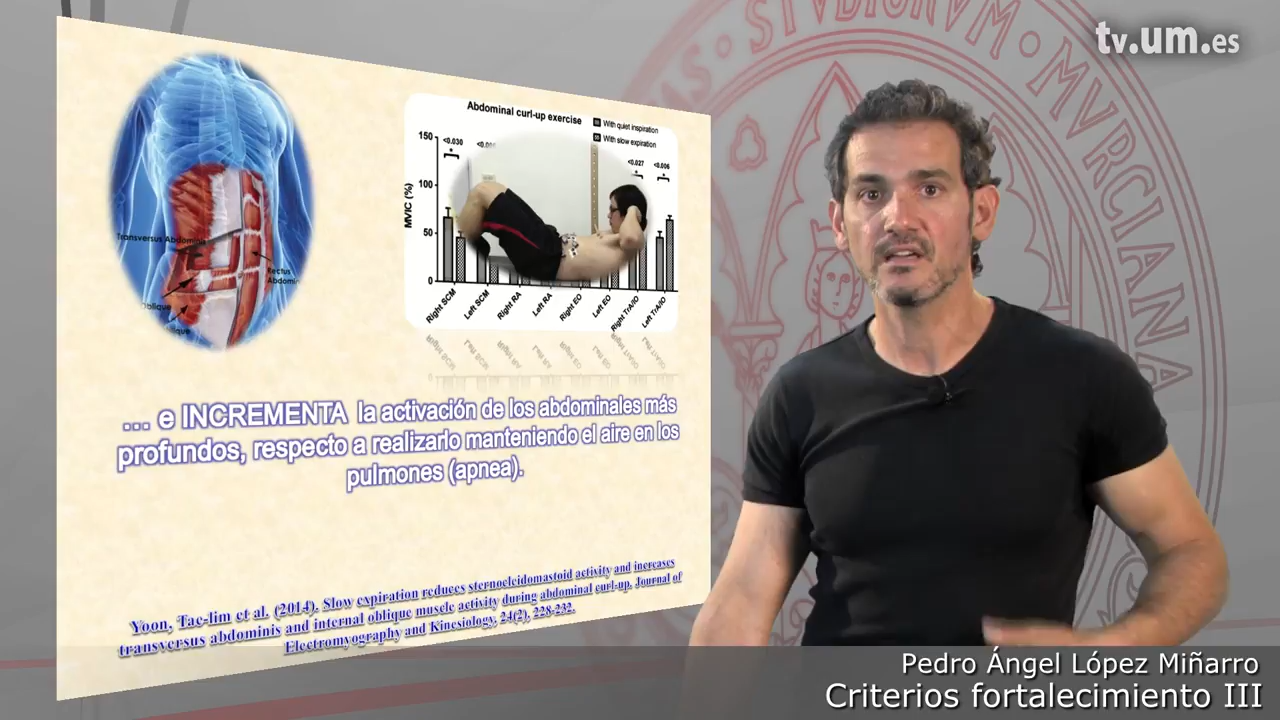 tv.um.es
STVDIORVM
MVRCIANA
Abdominal curl-up exercise
With quiet inspiration
With slow expiration
150
100
50
0
MVIC (%)
<0.030
*
<0.027
*
<0.006
*
Right SCM
Left SCM
Right RA
Left RA
Right EO
Left EO
Right TrA/IO
Left TrA/IO
Transversus Abdominis
Rectus
Oblique
… e INCREMENTA la activación de los abdominales más
profundos, respecto a realizarlo manteniendo el aire en los
pulmones (apnea).
Yoon, Tae-lim et al. (2014). Slow expiration reduces sternocleidomastoid activity and increases
transversus abdominis and internal oblique muscle activity during abdominal curl-up. Journal of
Electromyography and Kinesiology, 24(2), 228-232.
Pedro Ángel López Miñarro
Criterios fortalecimiento III